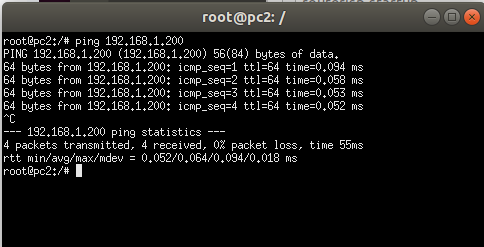 root@pc2: /
root@pc2:/# ping 192.168.1.200
PING 192.168.1.200 (192.168.1.200) 56(84) bytes of data.
64 bytes from 192.168.1.200: icmp_seq=1 ttl=64 time=0.094 ms
64 bytes from 192.168.1.200: icmp_seq=2 ttl=64 time=0.058 ms
64 bytes from 192.168.1.200: icmp_seq=3 ttl=64 time=0.053 ms
64 bytes from 192.168.1.200: icmp_seq=4 ttl=64 time=0.052 ms
^C
--- 192.168.1.200 ping statistics ---
4 packets transmitted, 4 received, 0% packet loss, time 55ms
rtt min/avg/max/mdev = 0.052/0.064/0.094/0.018 ms
root@pc2:/#